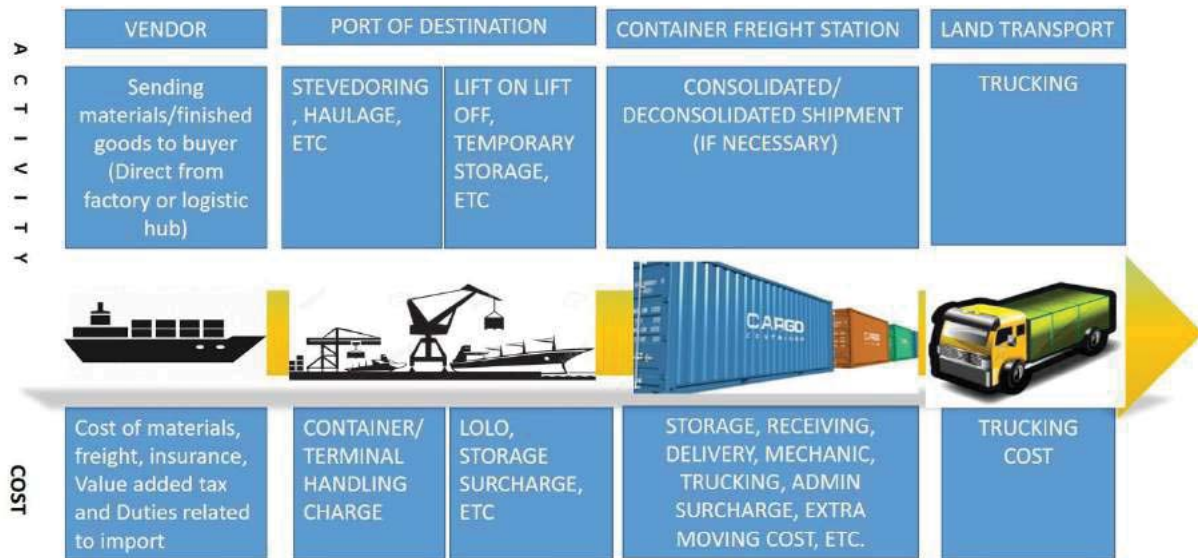 VENDOR
PORT OF DESTINATION
CONTAINER FREIGHT STATION
LAND TRANSPORT
ACTIVITY
Sending
materials/finished
goods to buyer
(Direct from
factory or logistic
hub)
STEVEDORING
, HAULAGE,
ETC
LIFT ON LIFT
OFF,
TEMPORARY
STORAGE,
ETC
CONSOLIDATED/
DECONSOLIDATED SHIPMENT
(IF NECESSARY)
TRUCKING
CARGO
CONTAINER
COST
Cost of materials,
freight, insurance,
Value added tax
and Duties related
to import
CONTAINER/
TERMINAL
HANDLING
CHARGE
LOLO,
STORAGE
SURCHARGE,
ETC
STORAGE, RECEIVING,
DELIVERY, MECHANIC,
TRUCKING, ADMIN
SURCHARGE, EXTRA
MOVING COST, ETC.
TRUCKING
COST